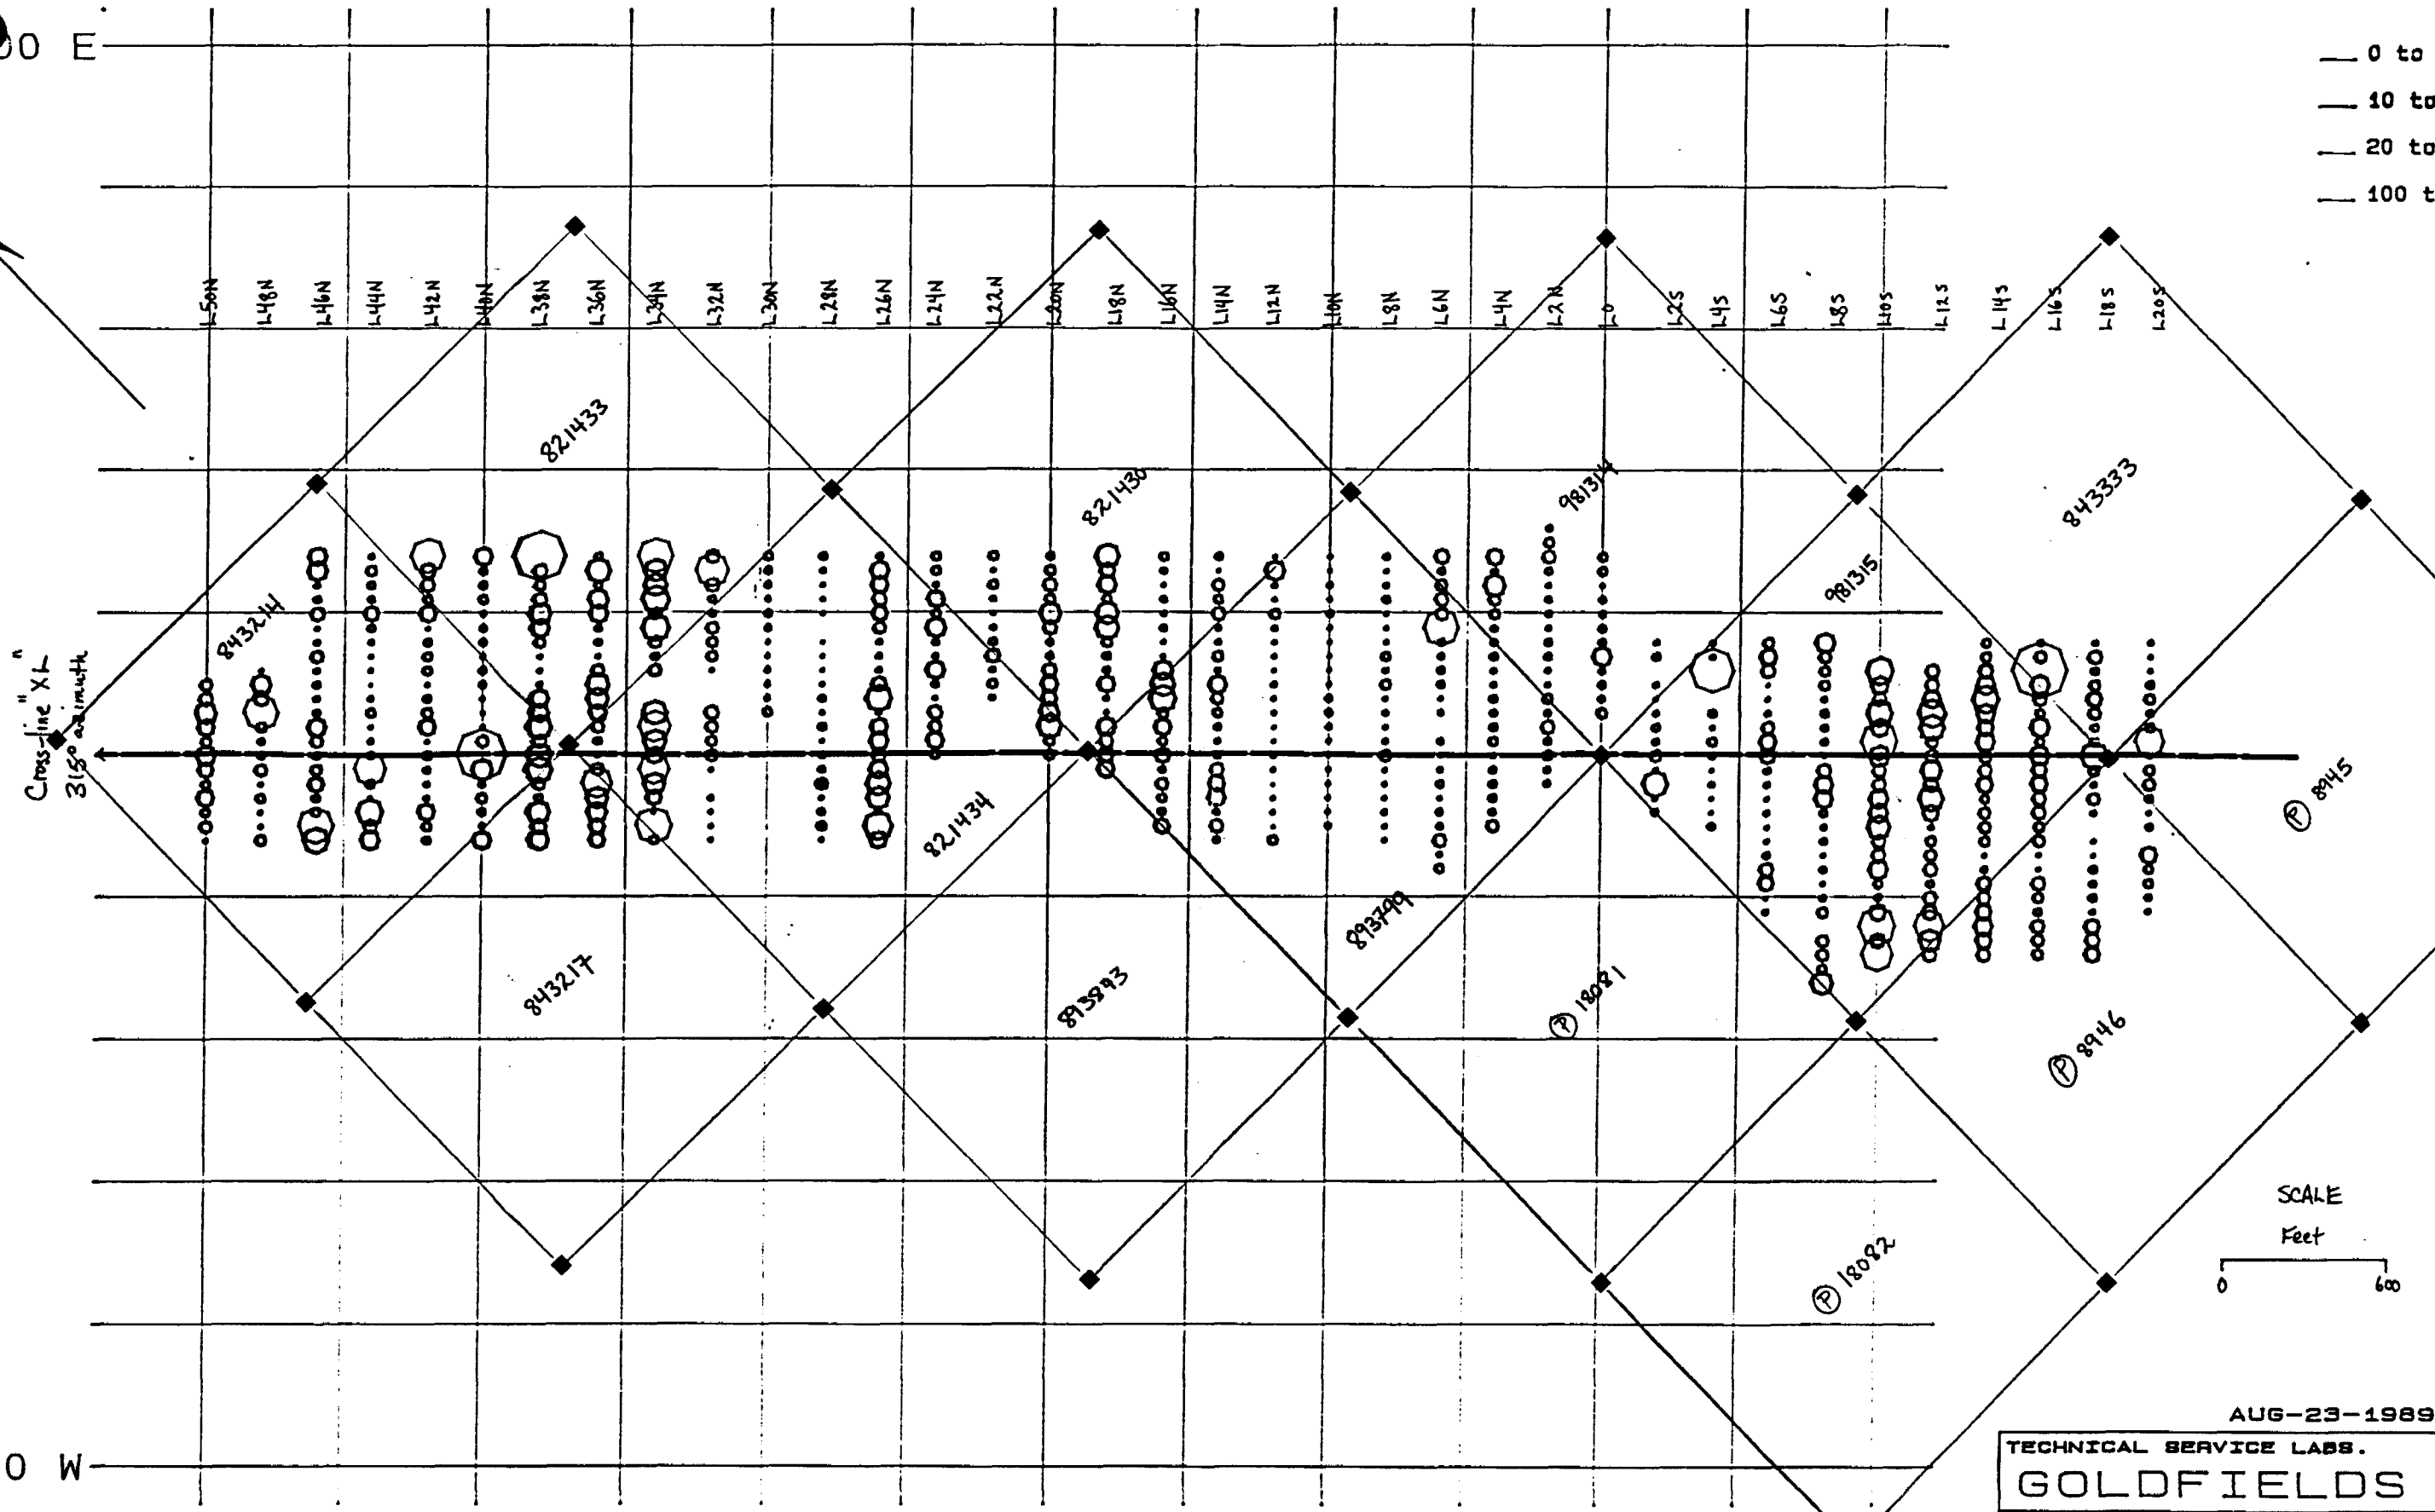 00 E
0 to
10 to
20 to
100 t
L50N
L48N
L46N
L44N
L42N
L40N
L38N
L36N
L34N
L32N
L30N
L28N
L26N
L24N
L22N
L20N
L18N
L16N
L14N
L12N
L10N
L8N
L6N
L4N
L2N
L0
L2S
L4S
L6S
L8S
L10S
L12S
L14S
L16S
L18S
L20S
821433
821430
981314
843333
981315
843214
Cross-line "XL"
315° azimuth
821434
P 8945
893799
843217
893893
P 18081
P 8946
P 18082
SCALE
Feet
0 600
AUG-23-1989
TECHNICAL SERVICE LABS.
GOLDFIELDS
0 W